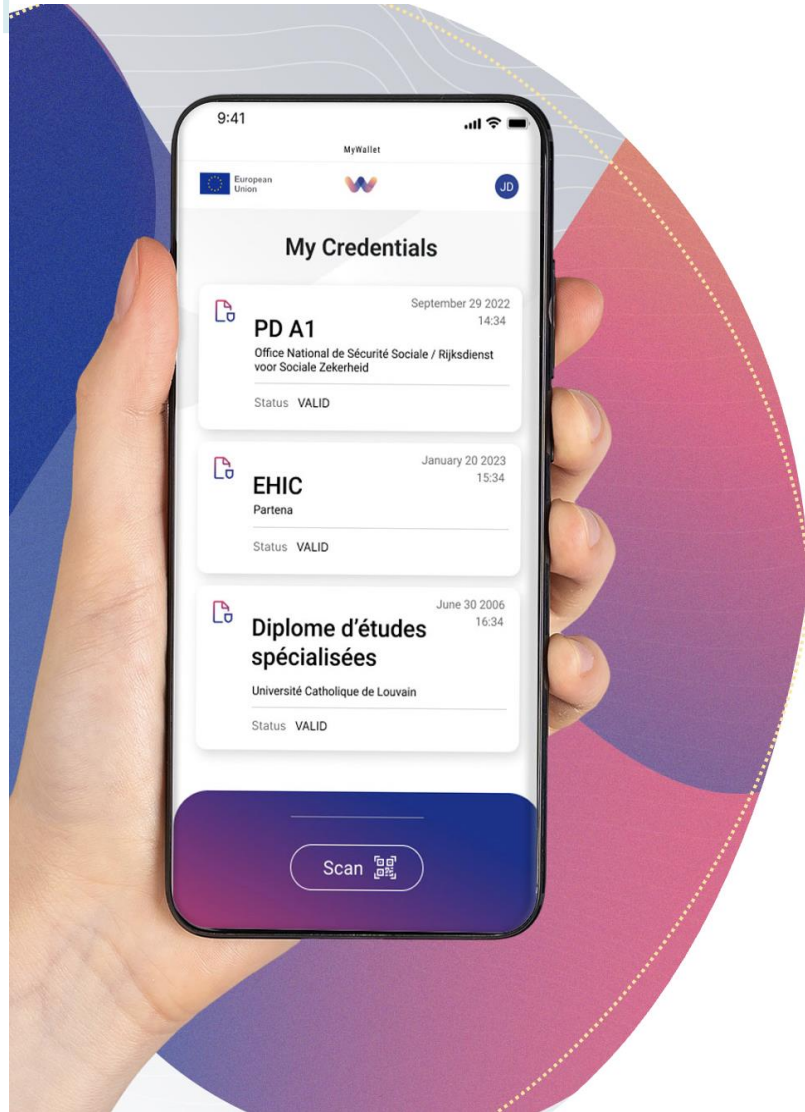 9:41
MyWallet
European
Union
JD
My Credentials
September 29 2022
14:34
PD A1
Office National de Sécurité Sociale / Rijksdienst
voor Sociale Zekerheid
Status VALID
January 20 2023
15:34
EHIC
Partena
Status VALID
June 30 2006
16:34
Diplome d’études
spécialisées
Université Catholique de Louvain
Status VALID
Scan